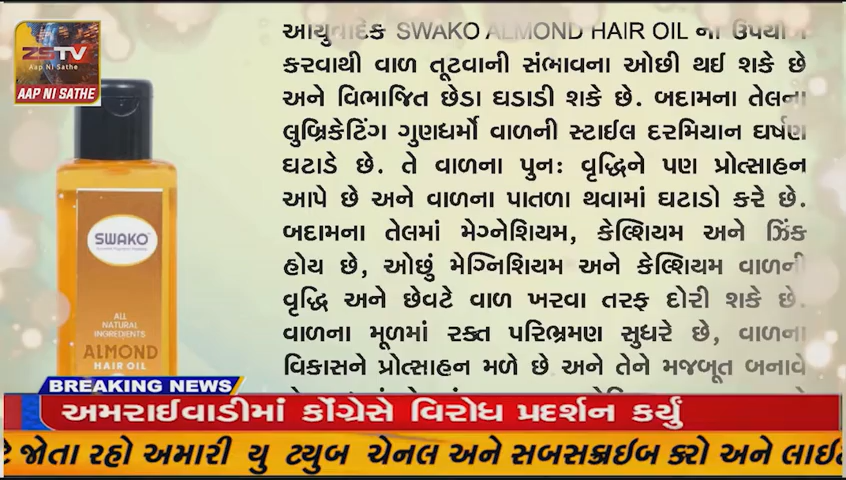 ZSTV
Aap Ni Sathe
AAP NI SATHE
આયુર્વેદિક SWAKO ALMOND HAIR OIL ના
કરવાથી વાળ તૂટવાની સંભાવના ઓછી થઈ શકે છે
અને વિભાજિત છેડા ઘડાડી શકે છે. બદામના તેલના
લુબ્રિકેટિંગ ગુણધર્મો વાળની સ્ટાઈલ દરમિયાન ઘર્ષણ
ઘટાડે છે. તે વાળના પુનઃ વૃદ્ધિને પણ પ્રોત્સાહન
આપે છે અને વાળના પાતળા થવામાં ઘટાડો કરે છે.
બદામના તેલમાં મેગ્નેશિયમ, કેલ્શિયમ અને ઝિંક
હોય છે, ઓછું મેગ્નિશિયમ અને કેલ્શિયમ વાળની
વૃદ્ધિ અને છેવટે વાળ ખરવા તરફ દોરી શકે છે.
વાળના મૂળમાં રક્ત પરિભ્રમણ સુધરે છે, વાળના
વિકાસને પ્રોત્સાહન મળે છે અને તેને મજબૂત બનાવે
SWAKO
ALL
NATURAL
INGREDIENTS
ALMOND
HAIR OIL
BREAKING NEWS
અમરાઈવાડીમાં કોંગ્રેસે વિરોધ પ્રદર્શન કર્યું
જોતા રહો અમારી યુ ટ્યુબ ચેનલ અને સબસક્રાઇબ કરો અને